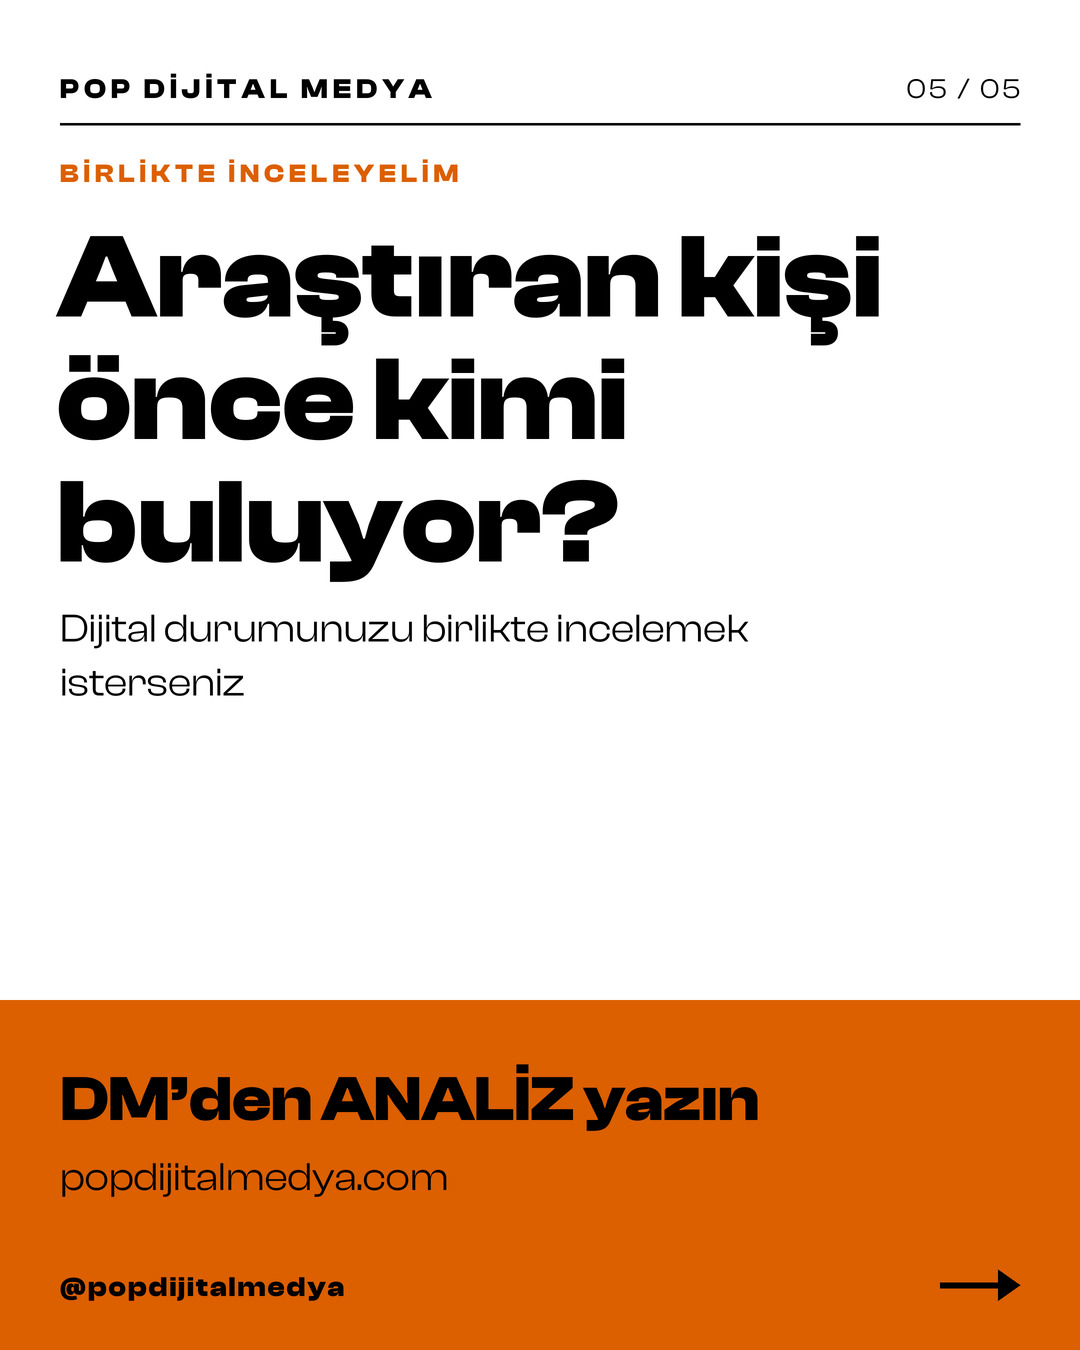 POP DİJİTAL MEDYA
05 / 05
BİRLİKTE İNCELEYELİM
Araştıran kişi
önce kimi
buluyor?
Dijital durumunuzu birlikte incelemek
isterseniz
DM’den ANALİZ yazın
popdijitalmedya.com
@popdijitalmedya